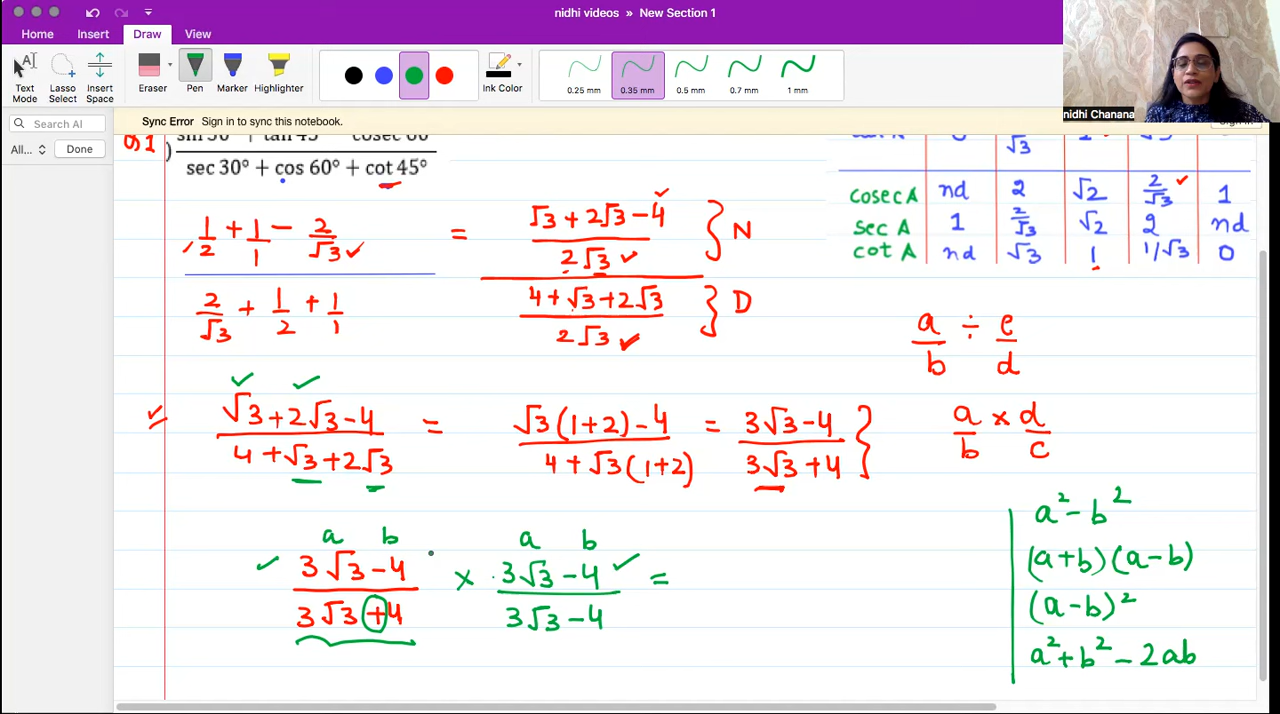 nidhi videos » New Section 1
Home Insert Draw View
Text Mode
Lasso Select
Insert Space
Eraser
Pen
Marker
Highlighter
Ink Color
0.25 mm
0.35 mm
0.5 mm
0.7 mm
1 mm
nidhi Chanana
Sync Error Sign in to sync this notebook.
Search
All...
Done
Q1) sec 30° + cos 60° + cot 45°
√3 1 √3
cosec A nd 2 √2 2/√3 1
sec A 1 2/√3 √2 2 nd
cot A nd √3 1 1/√3 0
1/2 + 1/1 − 2/√3 = (√3 + 2√3 − 4)/(2√3) } N
2/√3 + 1/2 + 1/1 (4 + √3 + 2√3)/(2√3) } D
a/b ÷ c/d
(√3 + 2√3 − 4)/(4 + √3 + 2√3) = (√3(1+2) − 4)/(4 + √3(1+2)) = (3√3 − 4)/(3√3 + 4) }
a/b × d/c
a b a b
(3√3 − 4)/(3√3 + 4) × (3√3 − 4)/(3√3 − 4) =
a² − b²
(a+b)(a−b)
(a−b)²
a² + b² − 2ab